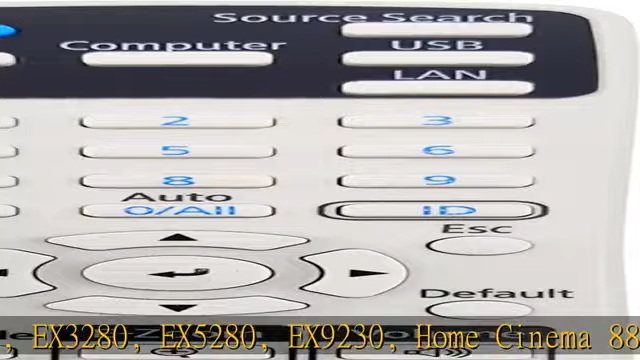 Source Search
Computer
USB
LAN
2
3
5
6
8
9
Auto
0/All
ID
Esc
Default
, EX3280, EX5280, EX9230, Home Cinema 88